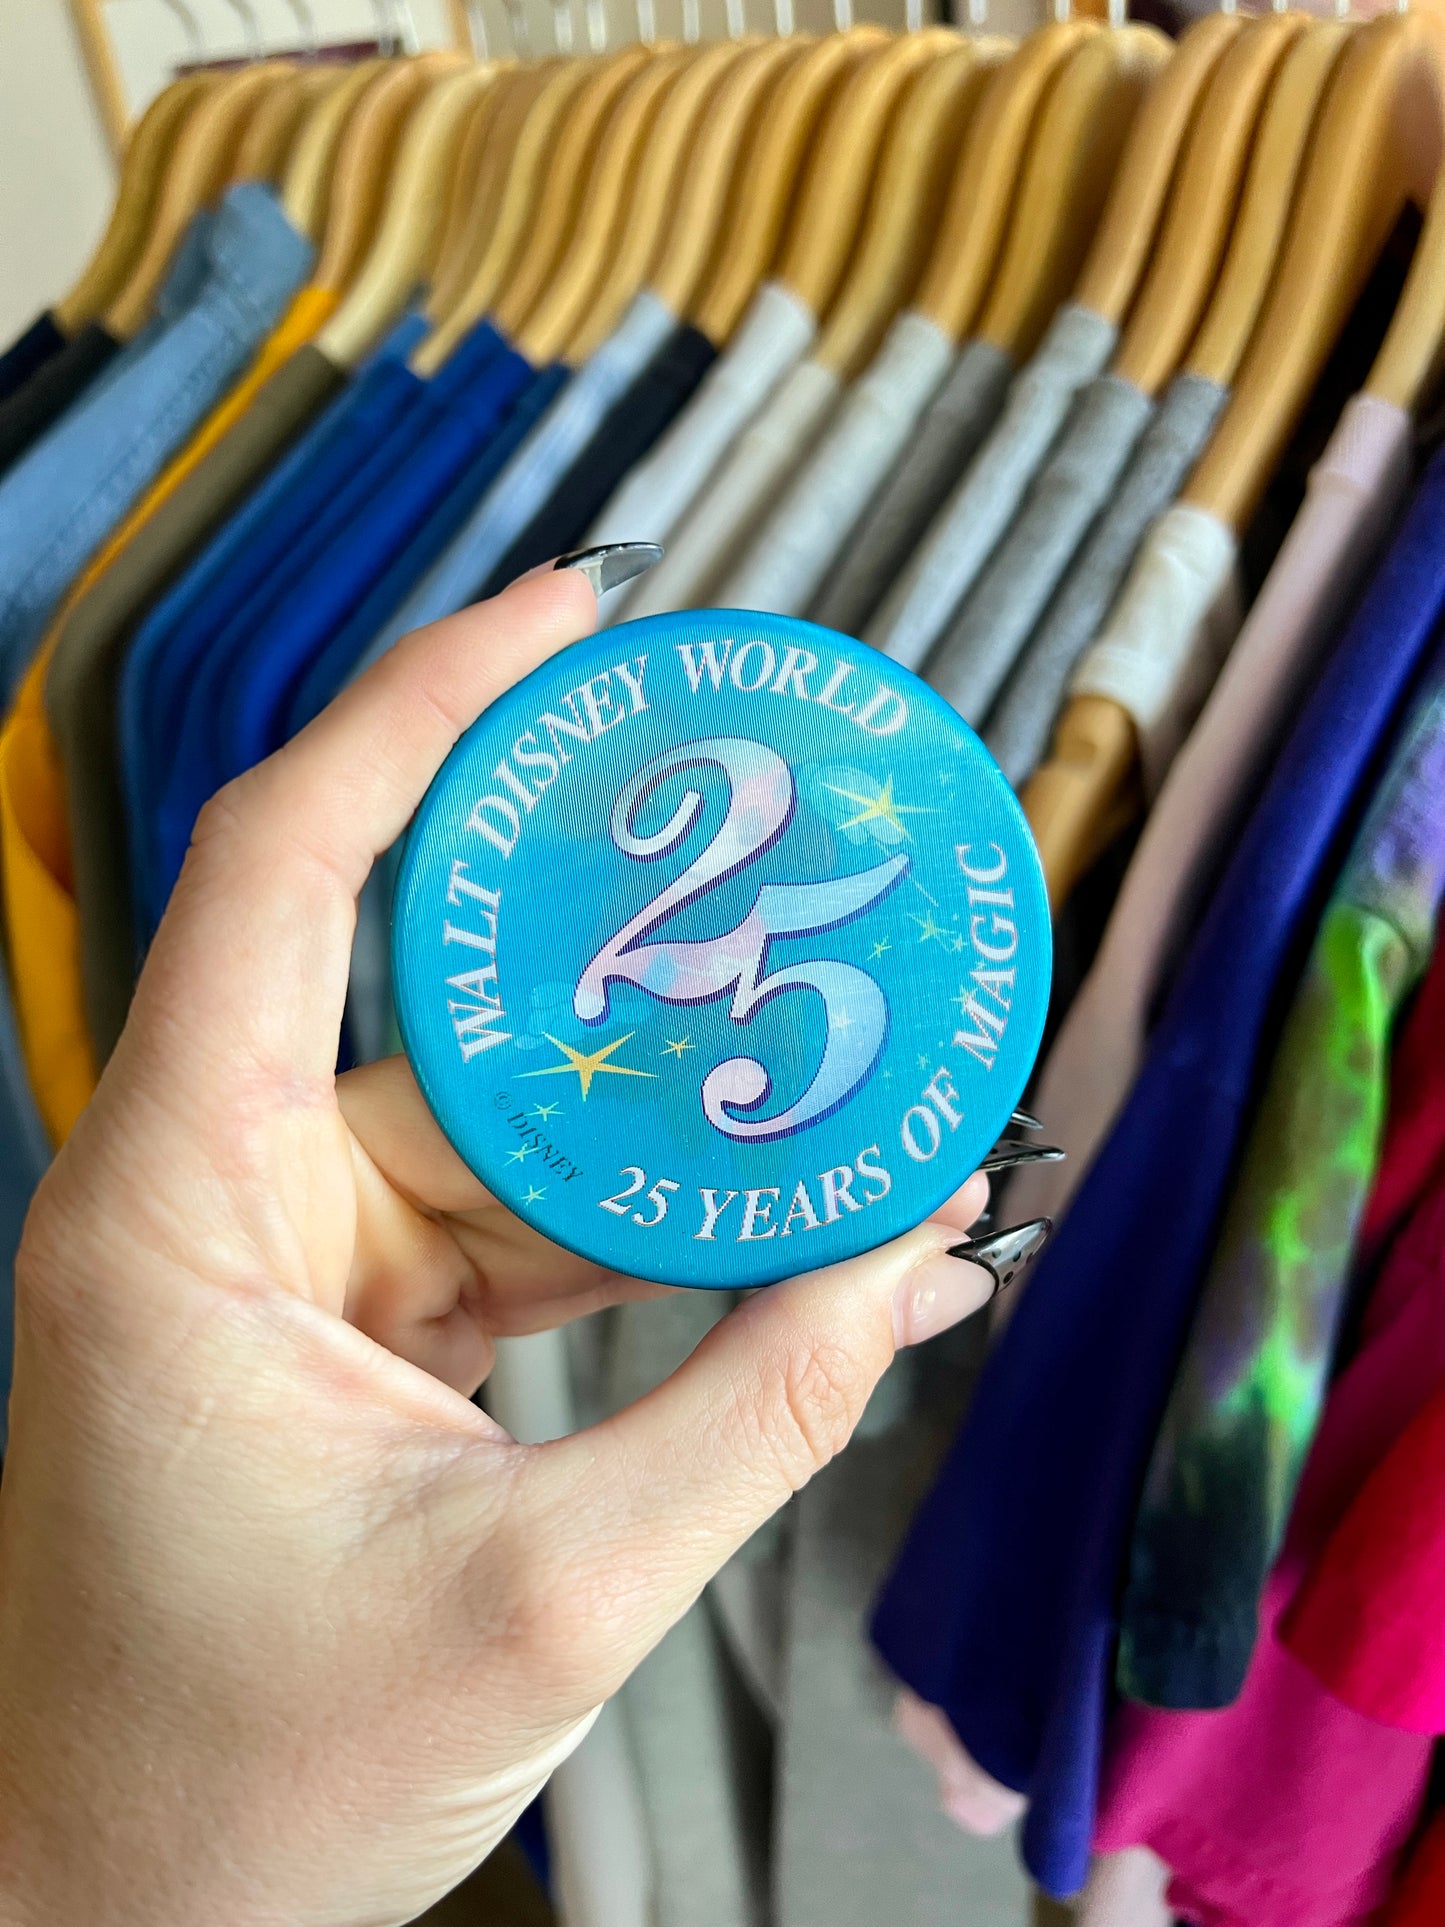 WALT DISNEY WORLD
25
25 YEARS OF MAGIC
© DISNEY